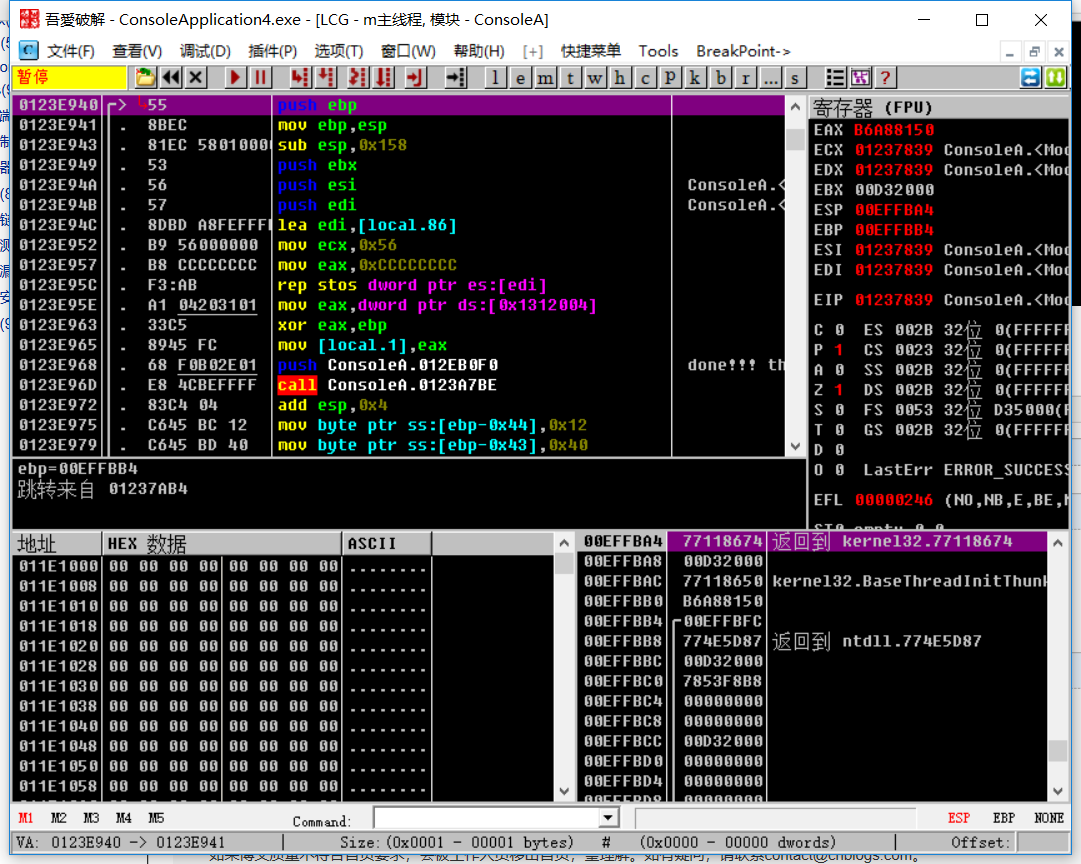 吾愛破解 - ConsoleApplication4.exe - [LCG - m主线程, 模块 - ConsoleA]
文件(F) 查看(V) 调试(D) 插件(P) 选项(T) 窗口(W) 帮助(H) [+] 快捷菜单 Tools BreakPoint->
暂停 l e m t w h c P k b r ... s ?
0123E940 55 push ebp
0123E941 . 8BEC mov ebp,esp
0123E943 . 81EC 5801000 sub esp,0x158
0123E949 . 53 push ebx
0123E94A . 56 push esi ConsoleA.<
0123E94B . 57 push edi ConsoleA.<
0123E94C . 8DBD A8FEFFFF lea edi,[local.86]
0123E952 . B9 56000000 mov ecx,0x56
0123E957 . B8 CCCCCCCC mov eax,0xCCCCCCCC
0123E95C . F3:AB rep stos dword ptr es:[edi]
0123E95E . A1 04203101 mov eax,dword ptr ds:[0x1312004]
0123E963 . 33C5 xor eax,ebp
0123E965 . 8945 FC mov [local.1],eax
0123E968 . 68 F0B02E01 push ConsoleA.012EB0F0 done!!! th
0123E96D . E8 4CBEFFFF call ConsoleA.0123A7BE
0123E972 . 83C4 04 add esp,0x4
0123E975 . C645 BC 12 mov byte ptr ss:[ebp-0x44],0x12
0123E979 . C645 BD 40 mov byte ptr ss:[ebp-0x43],0x40
ebp=00EFFBB4
跳转来自 01237AB4
寄存器 (FPU)
EAX B6A88150
ECX 01237839 ConsoleA.<Mod
EDX 01237839 ConsoleA.<Mod
EBX 00D32000
ESP 00EFFBA4
EBP 00EFFBB4
ESI 01237839 ConsoleA.<Mod
EDI 01237839 ConsoleA.<Mod
EIP 01237839 ConsoleA.<Mod
C 0 ES 002B 32位 0(FFFFFF
P 1 CS 0023 32位 0(FFFFFF
A 0 SS 002B 32位 0(FFFFFF
Z 1 DS 002B 32位 0(FFFFFF
S 0 FS 0053 32位 D35000(F
T 0 GS 002B 32位 0(FFFFFF
D 0
O 0 LastErr ERROR_SUCCESS
EFL 00000246 (NO,NB,E,BE,N
ST0 empty 0.0
地址 HEX 数据 ASCII
011E1000 00 00 00 00 00 00 00 00 ........
011E1008 00 00 00 00 00 00 00 00 ........
011E1010 00 00 00 00 00 00 00 00 ........
011E1018 00 00 00 00 00 00 00 00 ........
011E1020 00 00 00 00 00 00 00 00 ........
011E1028 00 00 00 00 00 00 00 00 ........
011E1030 00 00 00 00 00 00 00 00 ........
011E1038 00 00 00 00 00 00 00 00 ........
011E1040 00 00 00 00 00 00 00 00 ........
011E1048 00 00 00 00 00 00 00 00 ........
011E1050 00 00 00 00 00 00 00 00 ........
011E1058 00 00 00 00 00 00 00 00 ........
00EFFBA4 77118674 返回到 kernel32.77118674
00EFFBA8 00D32000
00EFFBAC 77118650 kernel32.BaseThreadInitThunk
00EFFBB0 B6A88150
00EFFBB4 00EFFBFC
00EFFBB8 774E5D87 返回到 ntdll.774E5D87
00EFFBBC 00D32000
00EFFBC0 7853F8B8
00EFFBC4 00000000
00EFFBC8 00000000
00EFFBCC 00D32000
00EFFBD0 00000000
00EFFBD4 00000000
00EFFBD8 00000000
M1 M2 M3 M4 M5 Command: ESP EBP NONE
VA: 0123E940 -> 0123E941 Size: (0x0001 - 00001 bytes) # (0x0000 - 0000 dwords) Offset: